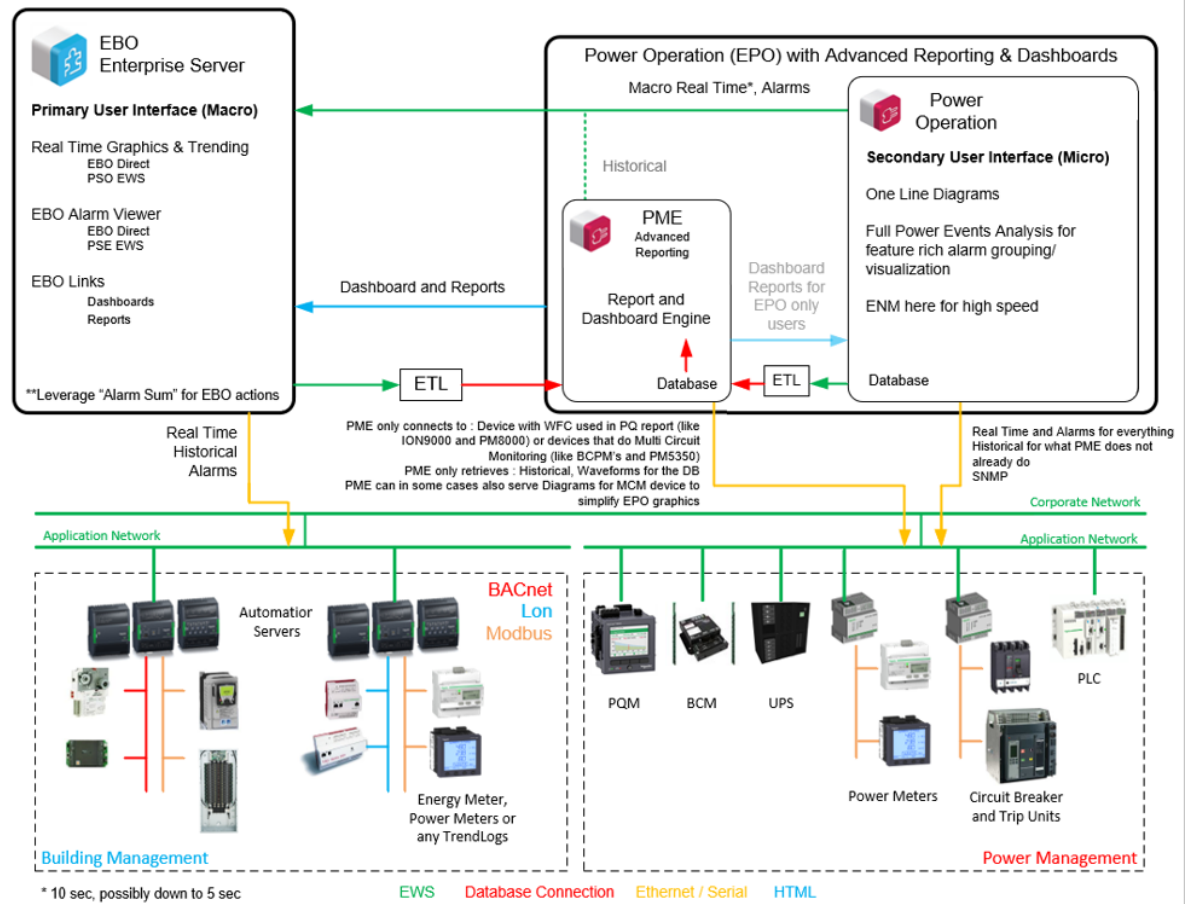 EBO
Enterprise Server
Primary User Interface (Macro)
Real Time Graphics & Trending
EBO Direct
PSO EWS
EBO Alarm Viewer
EBO Direct
PSE EWS
EBO Links
Dashboards
Reports
**Leverage “Alarm Sum” for EBO actions
Power Operation (EPO) with Advanced Reporting & Dashboards
Macro Real Time*, Alarms
Historical
Power
Operation
Secondary User Interface (Micro)
One Line Diagrams
Full Power Events Analysis for
feature rich alarm grouping/
visualization
ENM here for high speed
Database
PME
Advanced
Reporting
Report and
Dashboard Engine
Database
Dashboard
Reports for
EPO only
users
ETL
Dashboard and Reports
ETL
Real Time
Historical
Alarms
PME only connects to : Device with WFC used in PQ report (like
ION9000 and PM8000) or devices that do Multi Circuit
Monitoring (like BCPM's and PM5350)
PME only retrieves : Historical, Waveforms for the DB
PME can in some cases also serve Diagrams for MCM device to
simplify EPO graphics
Real Time and Alarms for everything
Historical for what PME does not
already do
SNMP
Corporate Network
Application Network
Application Network
BACnet
Lon
Modbus
Automatior
Servers
Energy Meter,
Power Meters or
any TrendLogs
Building Management
PQM
BCM
UPS
PLC
Power Meters
Circuit Breaker
and Trip Units
Power Management
* 10 sec, possibly down to 5 sec
EWS
Database Connection
Ethernet / Serial
HTML